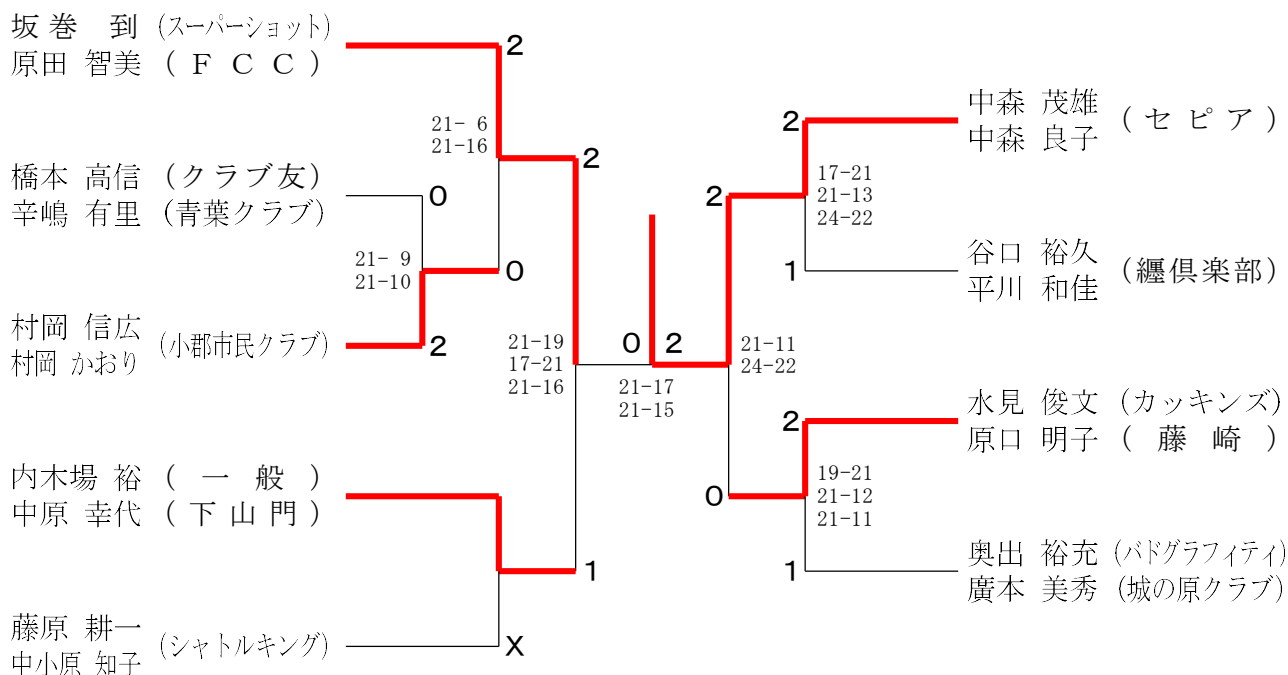 坂巻 到 (スーパーショット)
原田 智美 (ＦＣＣ)
2
21- 6
21-16
2
橋本 高信 (クラブ友)
辛嶋 有里 (青葉クラブ)
0
21- 9
21-10
0
村岡 信広
村岡 かおり
(小郡市民クラブ)
2
21-19
17-21
21-16
内木場 裕 (一般)
中原 幸代 (下山門)
1
藤原 耕一
中小原 知子
(シャトルキング)
X
0 2
21-17
21-15
中森 茂雄
中森 良子
(セピア)
2
17-21
21-13
24-22
2
谷口 裕久
平川 和佳
(纒倶楽部)
1
21-11
24-22
水見 俊文 (カッキンズ)
原口 明子 (藤崎)
2
19-21
21-12
21-11
0
奥出 裕充 (バドグラフィティ)
廣本 美秀 (城の原クラブ)
1